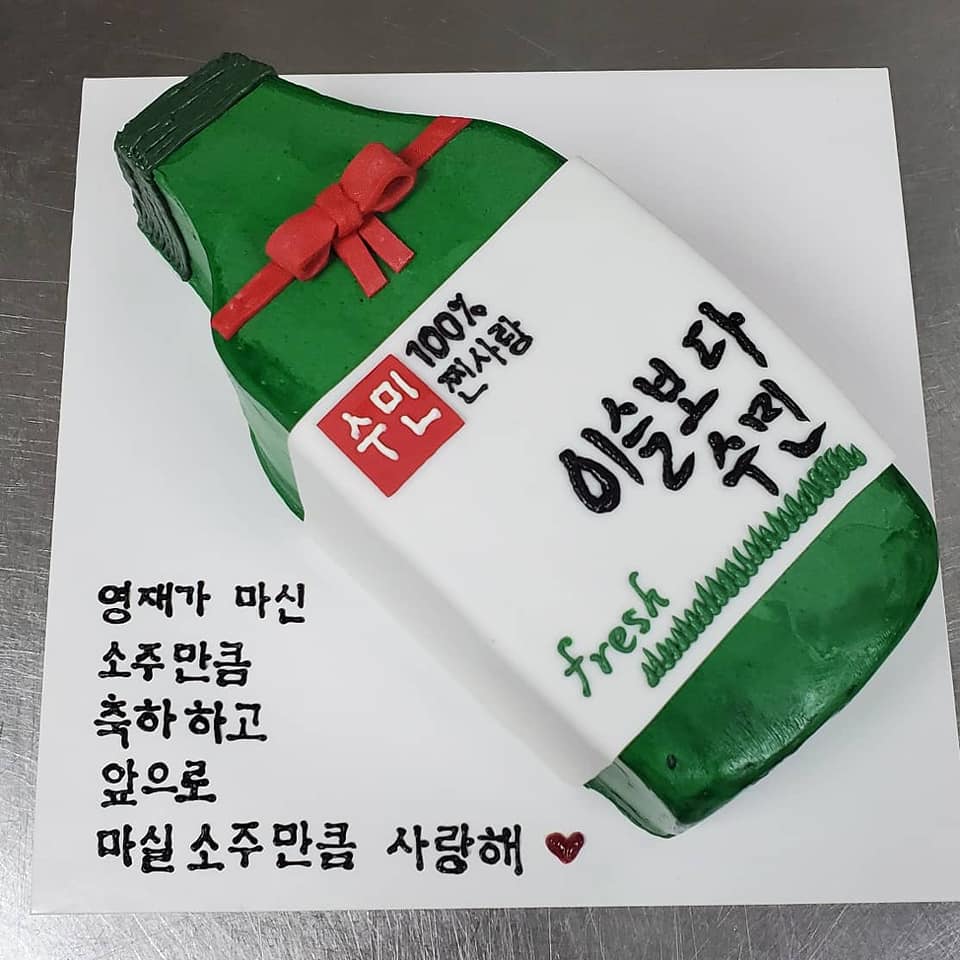 수민
100%
찐사랑
이슬보다
수민
fresh
영재가 마신
소주만큼
축하하고
앞으로
마실 소주만큼 사랑해